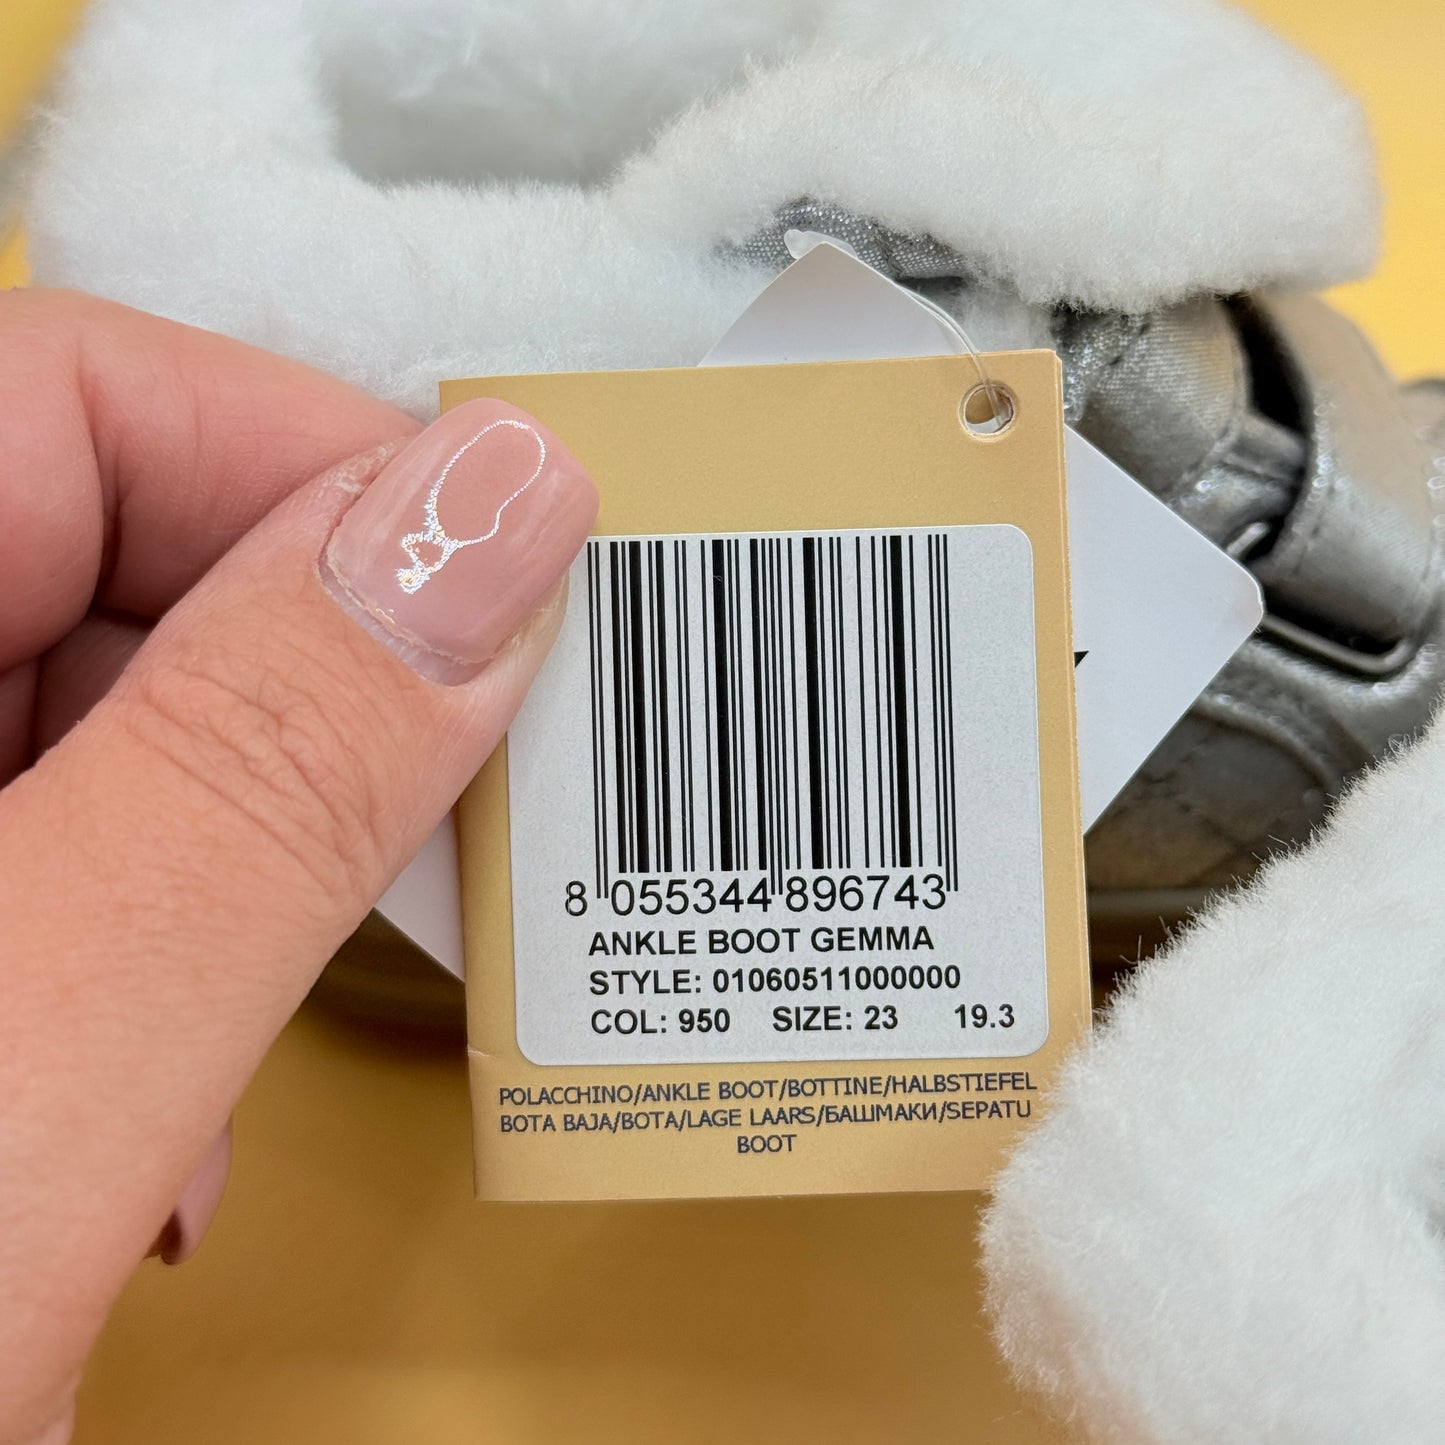 8 055344 896743
ANKLE BOOT GEMMA
STYLE: 01060511000000
COL: 950 SIZE: 23 19.3
POLACCHINO/ANKLE BOOT/BOTTINE/HALBSTIEFEL
BOTA BAJA/BOTA/LAGE LAARS/БАШМАКИ/SEPATU
BOOT